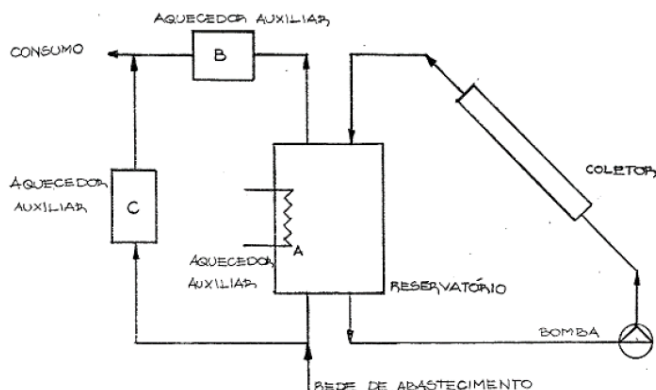 AQUECEDOR AUXILIAR
CONSUMO
B
AQUECEDOR
AUXILIAR
C
COLETOR
A
AQUECEDOR
AUXILIAR
RESERVATÓRIO
BOMBA
REDE DE ABASTECIMENTO